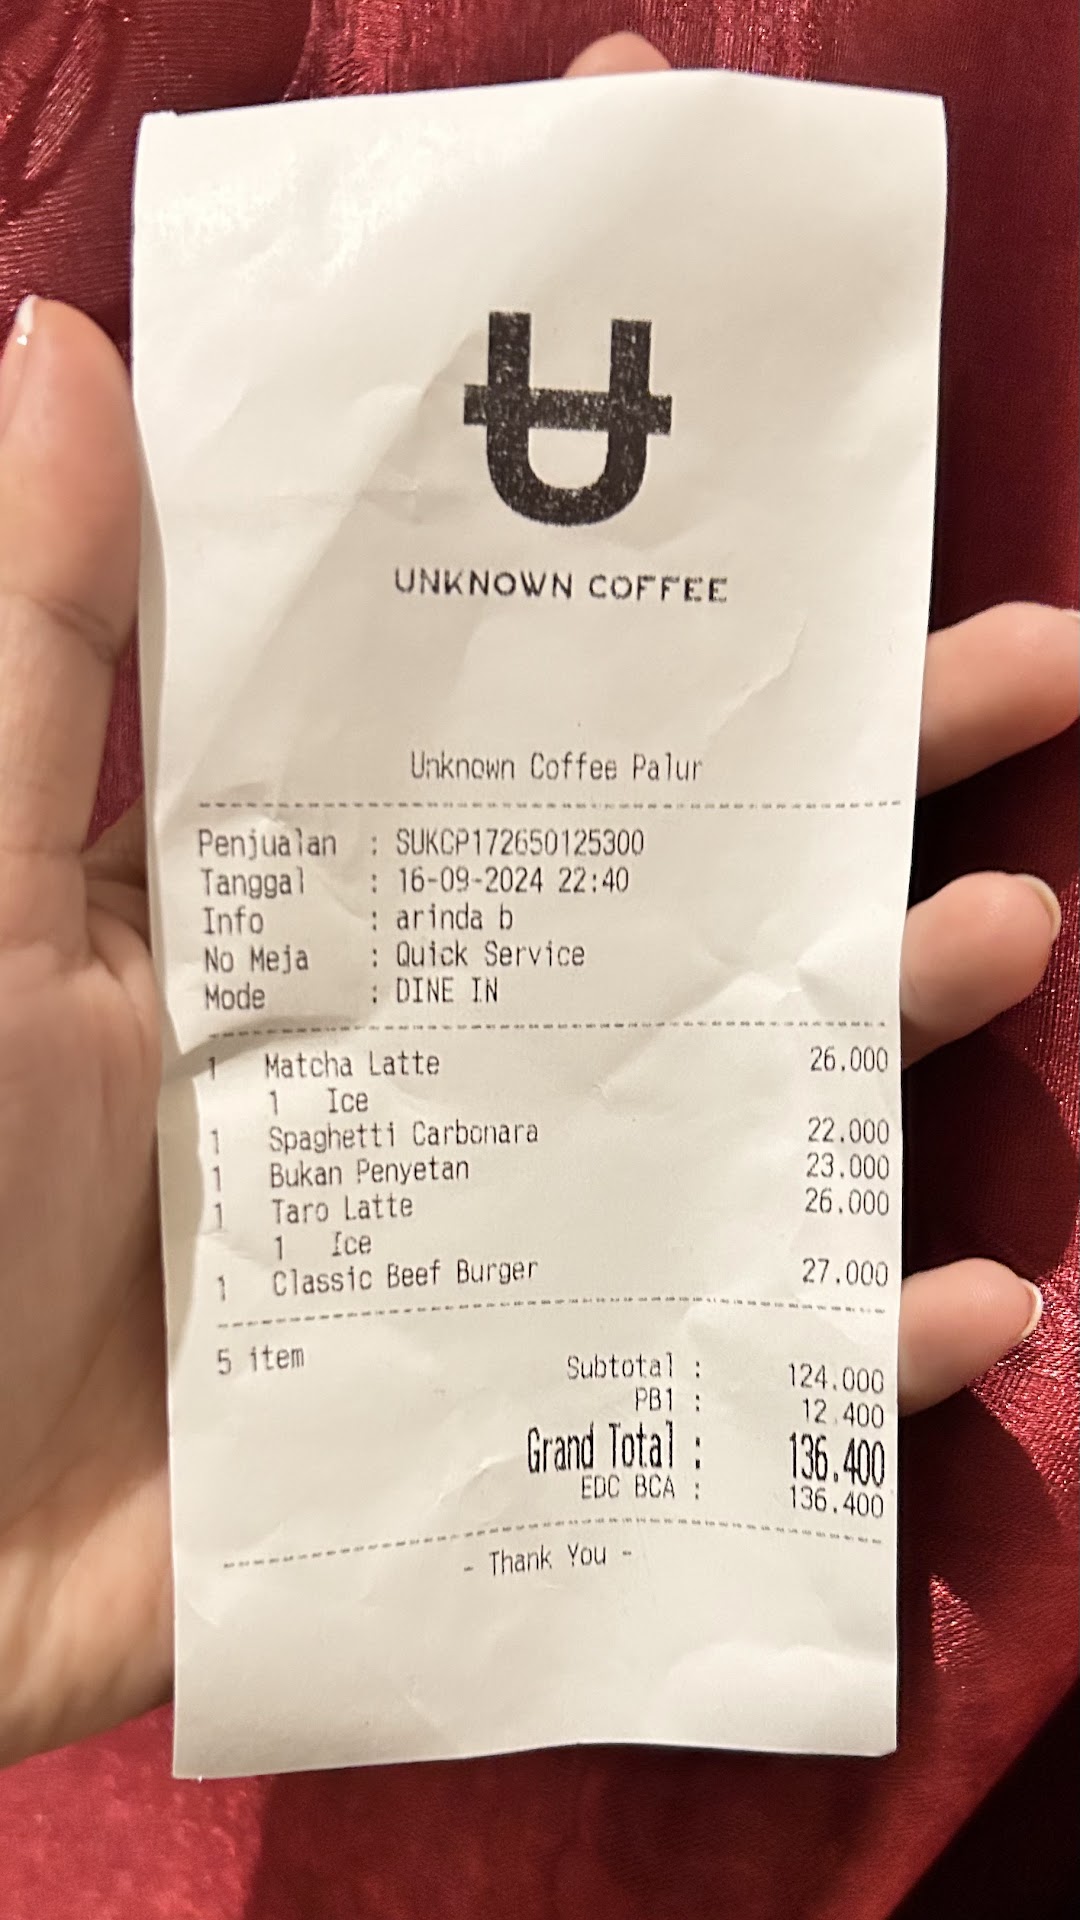 UNKNOWN COFFEE
Unknown Coffee Palur
Penjualan : SUKCP172650125300
Tanggal : 16-09-2024 22:40
Info : arinda b
No Meja : Quick Service
Mode : DINE IN
1 Matcha Latte 26.000
1 Ice
1 Spaghetti Carbonara 22.000
1 Bukan Penyetan 23.000
1 Taro Latte 26.000
1 Ice
1 Classic Beef Burger 27.000
5 item
Subtotal : 124.000
PB1 : 12.400
Grand Total : 136.400
EDC BCA : 136.400
- Thank You -